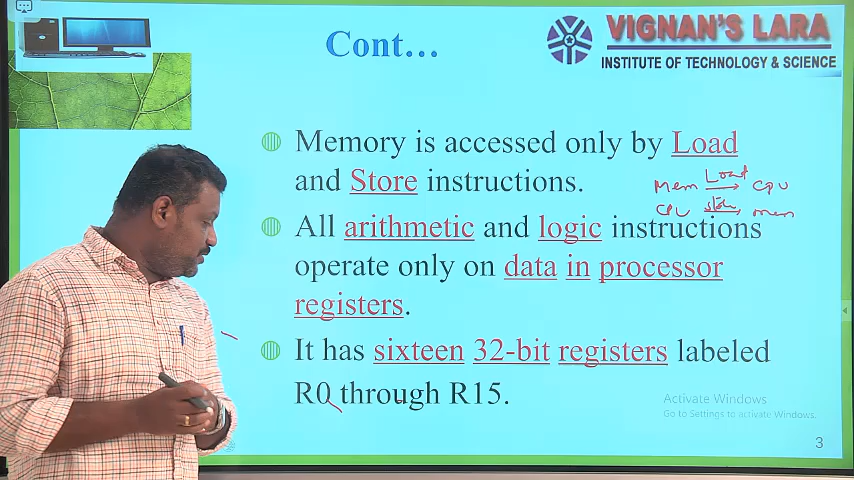 Cont...
VIGNAN'S LARA
INSTITUTE OF TECHNOLOGY & SCIENCE
Memory is accessed only by Load
and Store instructions.
Mem Load CPU
CPU store mem
All arithmetic and logic instructions
operate only on data in processor
registers.
It has sixteen 32-bit registers labeled
R0 through R15.
Activate Windows
Go to Settings to activate Windows.
3